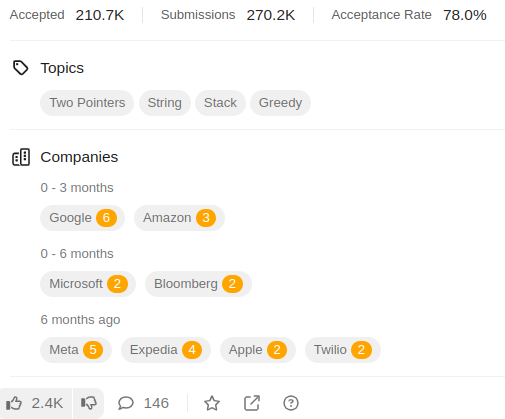 Accepted 210.7K Submissions 270.2K Acceptance Rate 78.0%
Topics
Two Pointers String Stack Greedy
Companies
0 - 3 months
Google 6 Amazon 3
0 - 6 months
Microsoft 2 Bloomberg 2
6 months ago
Meta 5 Expedia 4 Apple 2 Twilio 2
2.4K 146